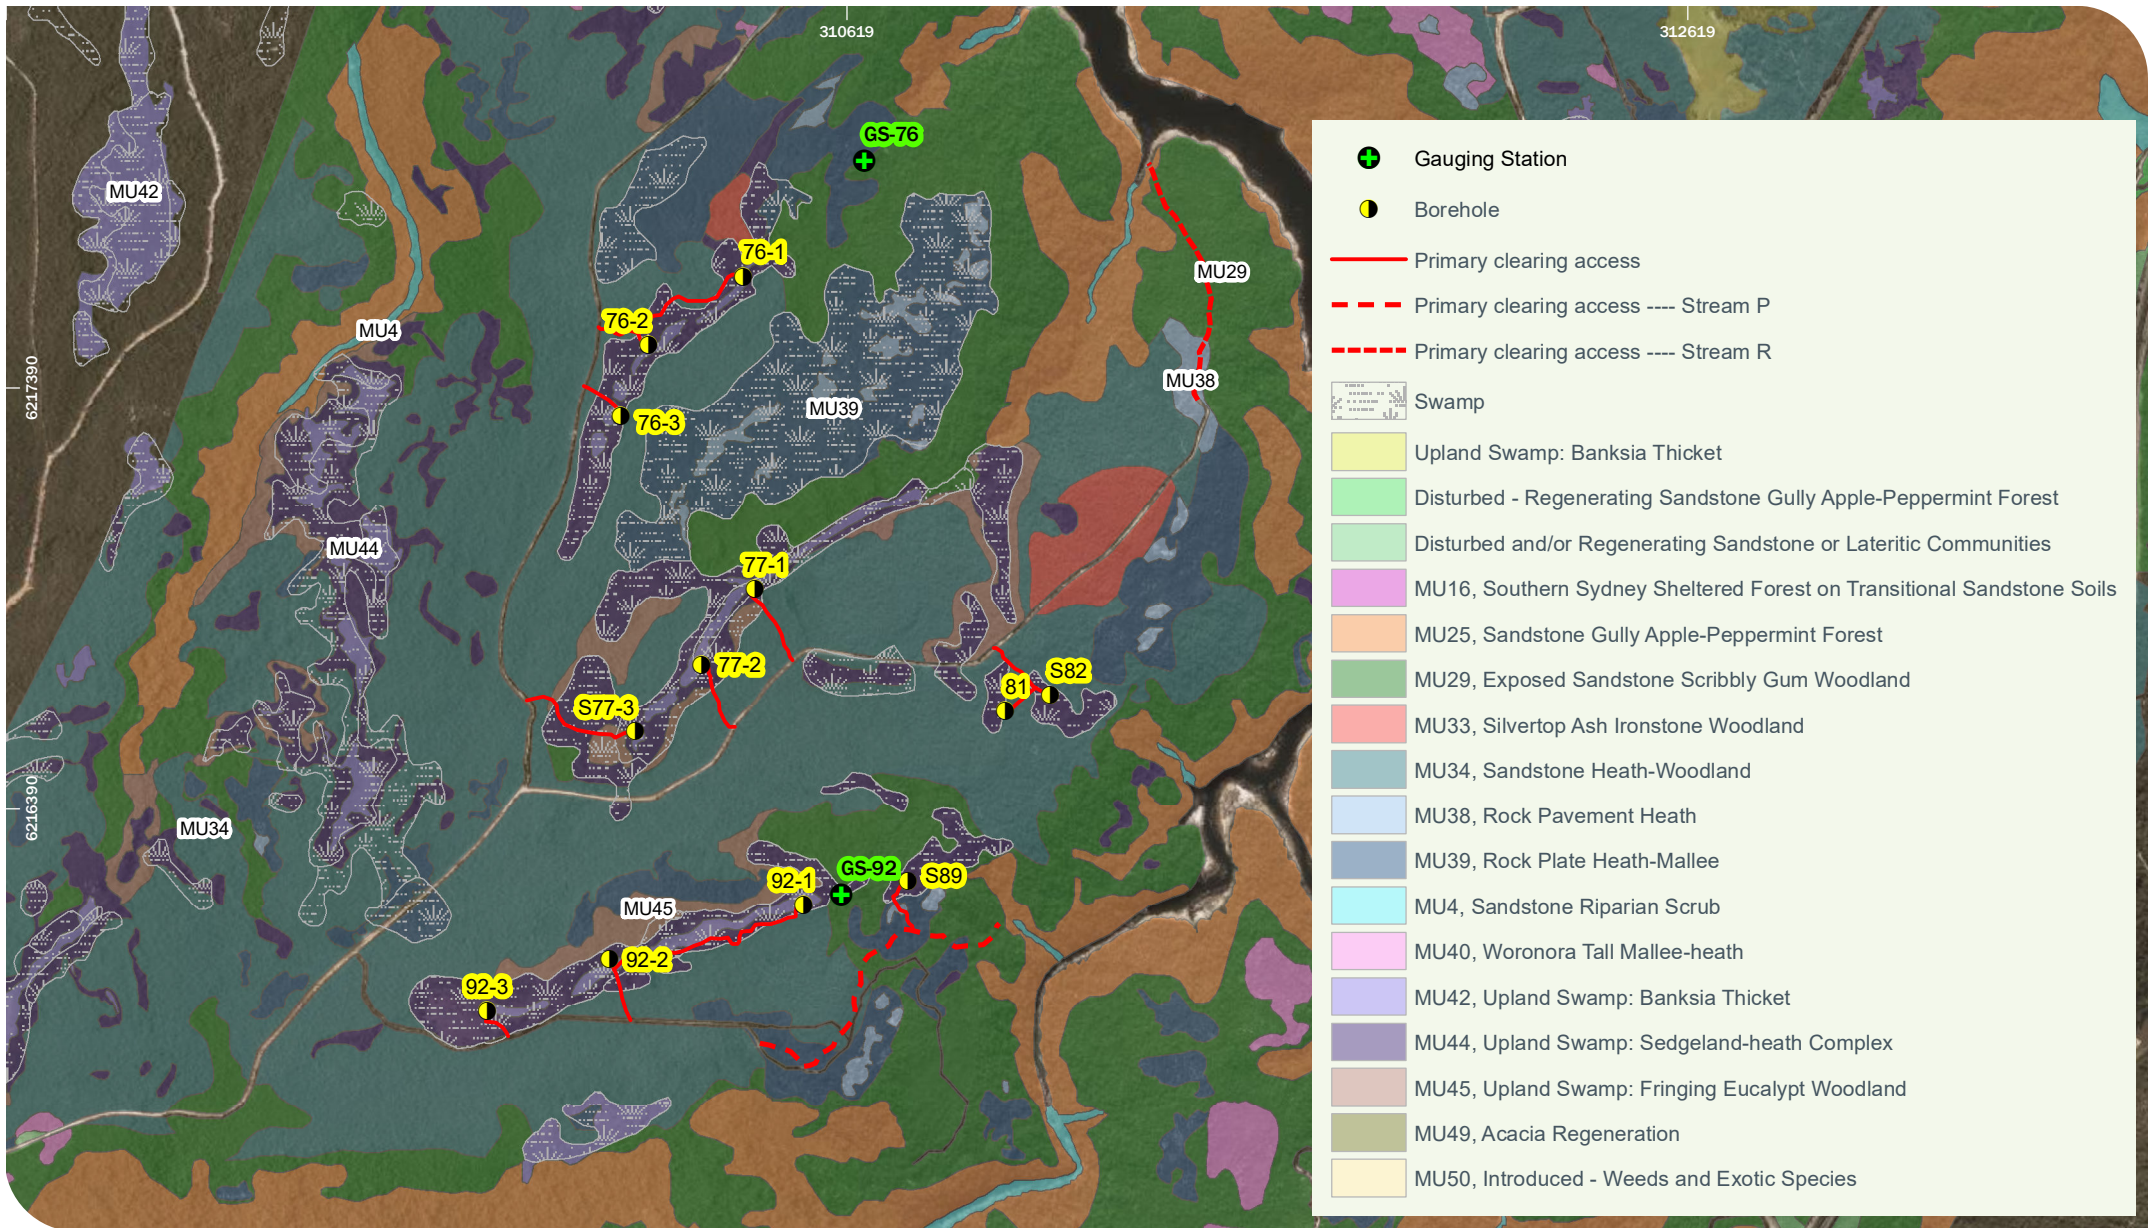 310619
312619
GS-76
MU42
76-1
MU29
76-2
MU4
6217390
MU38
MU39
76-3
MU44
77-1
77-2
S82
81
S77-3
6216390
MU34
GS-92
S89
92-1
MU45
92-2
92-3
Gauging Station
Borehole
Primary clearing access
Primary clearing access ---- Stream P
Primary clearing access ---- Stream R
Swamp
Upland Swamp: Banksia Thicket
Disturbed - Regenerating Sandstone Gully Apple-Peppermint Forest
Disturbed and/or Regenerating Sandstone or Lateritic Communities
MU16, Southern Sydney Sheltered Forest on Transitional Sandstone Soils
MU25, Sandstone Gully Apple-Peppermint Forest
MU29, Exposed Sandstone Scribbly Gum Woodland
MU33, Silvertop Ash Ironstone Woodland
MU34, Sandstone Heath-Woodland
MU38, Rock Pavement Heath
MU39, Rock Plate Heath-Mallee
MU4, Sandstone Riparian Scrub
MU40, Woronora Tall Mallee-heath
MU42, Upland Swamp: Banksia Thicket
MU44, Upland Swamp: Sedgeland-heath Complex
MU45, Upland Swamp: Fringing Eucalypt Woodland
MU49, Acacia Regeneration
MU50, Introduced - Weeds and Exotic Species